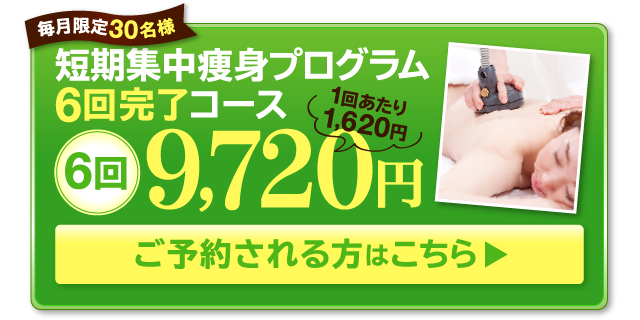 毎月限定30名様
短期集中痩身プログラム
6回完了コース
1回あたり
1,620円
6回
9,720円
ご予約される方はこちら▶